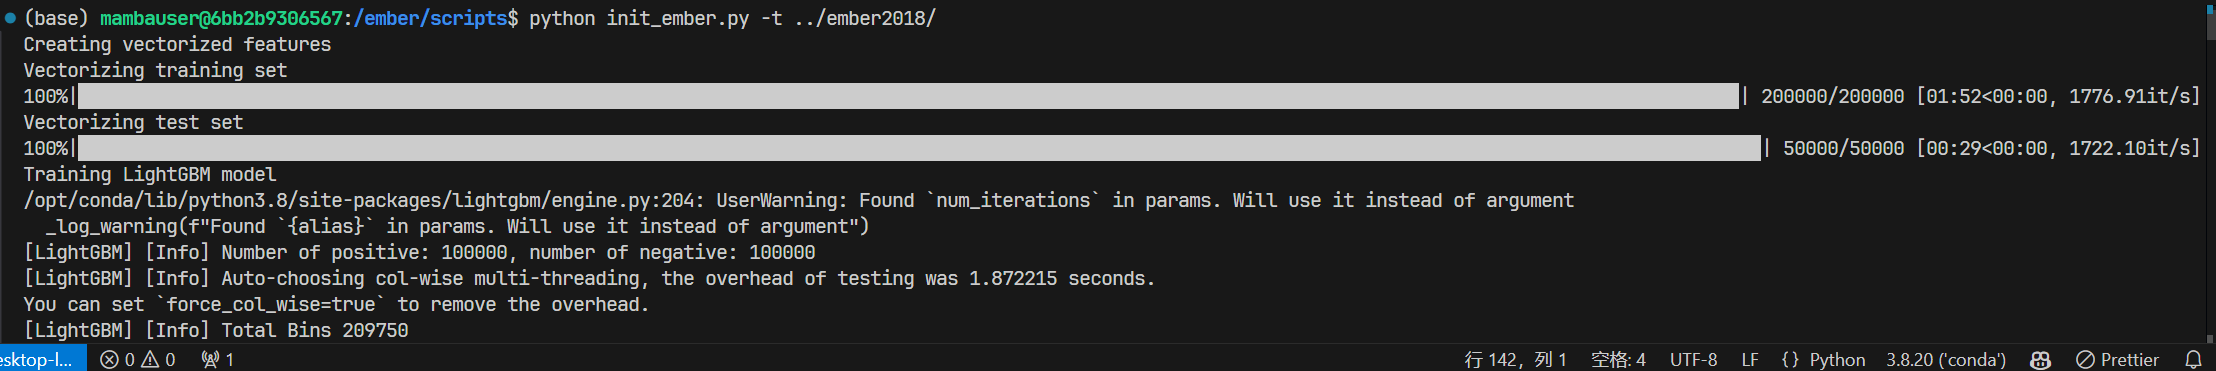 (base) mambauser@6bb2b9306567:/ember/scripts$ python init_ember.py -t ../ember2018/
Creating vectorized features
Vectorizing training set
100%| | 200000/200000 [01:52<00:00, 1776.91it/s]
Vectorizing test set
100%| | 50000/50000 [00:29<00:00, 1722.10it/s]
Training LightGBM model
/opt/conda/lib/python3.8/site-packages/lightgbm/engine.py:204: UserWarning: Found `num_iterations` in params. Will use it instead of argument
  _log_warning(f"Found `{alias}` in params. Will use it instead of argument")
[LightGBM] [Info] Number of positive: 100000, number of negative: 100000
[LightGBM] [Info] Auto-choosing col-wise multi-threading, the overhead of testing was 1.872215 seconds.
You can set `force_col_wise=true` to remove the overhead.
[LightGBM] [Info] Total Bins 209750
esktop-l... 0 0 1 行 142，列 1 空格: 4 UTF-8 LF {} Python 3.8.20 ('conda') Prettier